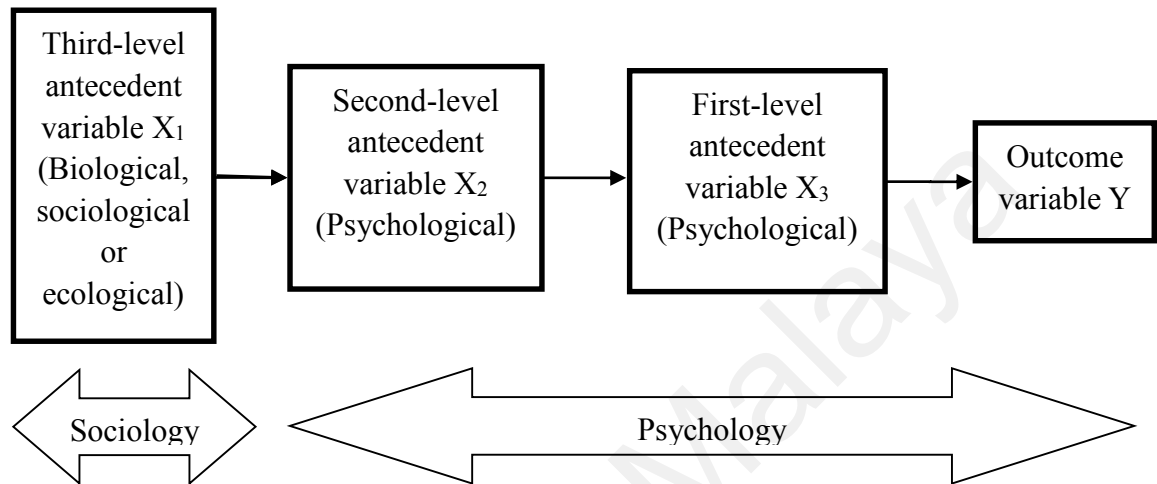 Third-level
antecedent
variable X₁
(Biological,
sociological
or
ecological)
Second-level
antecedent
variable X₂
(Psychological)
First-level
antecedent
variable X₃
(Psychological)
Outcome
variable Y
Sociology
Psychology
Malaya